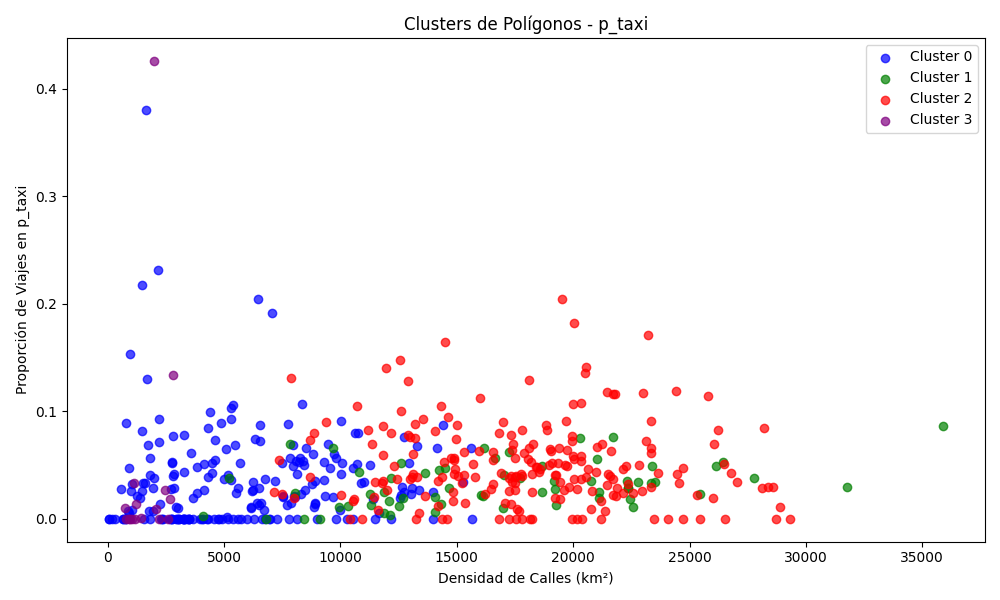 Clusters de Polígonos - p_taxi
Cluster 0
Cluster 1
Cluster 2
Cluster 3
Proporción de Viajes en p_taxi
0.4
0.3
0.2
0.1
0.0
0 5000 10000 15000 20000 25000 30000 35000
Densidad de Calles (km²)